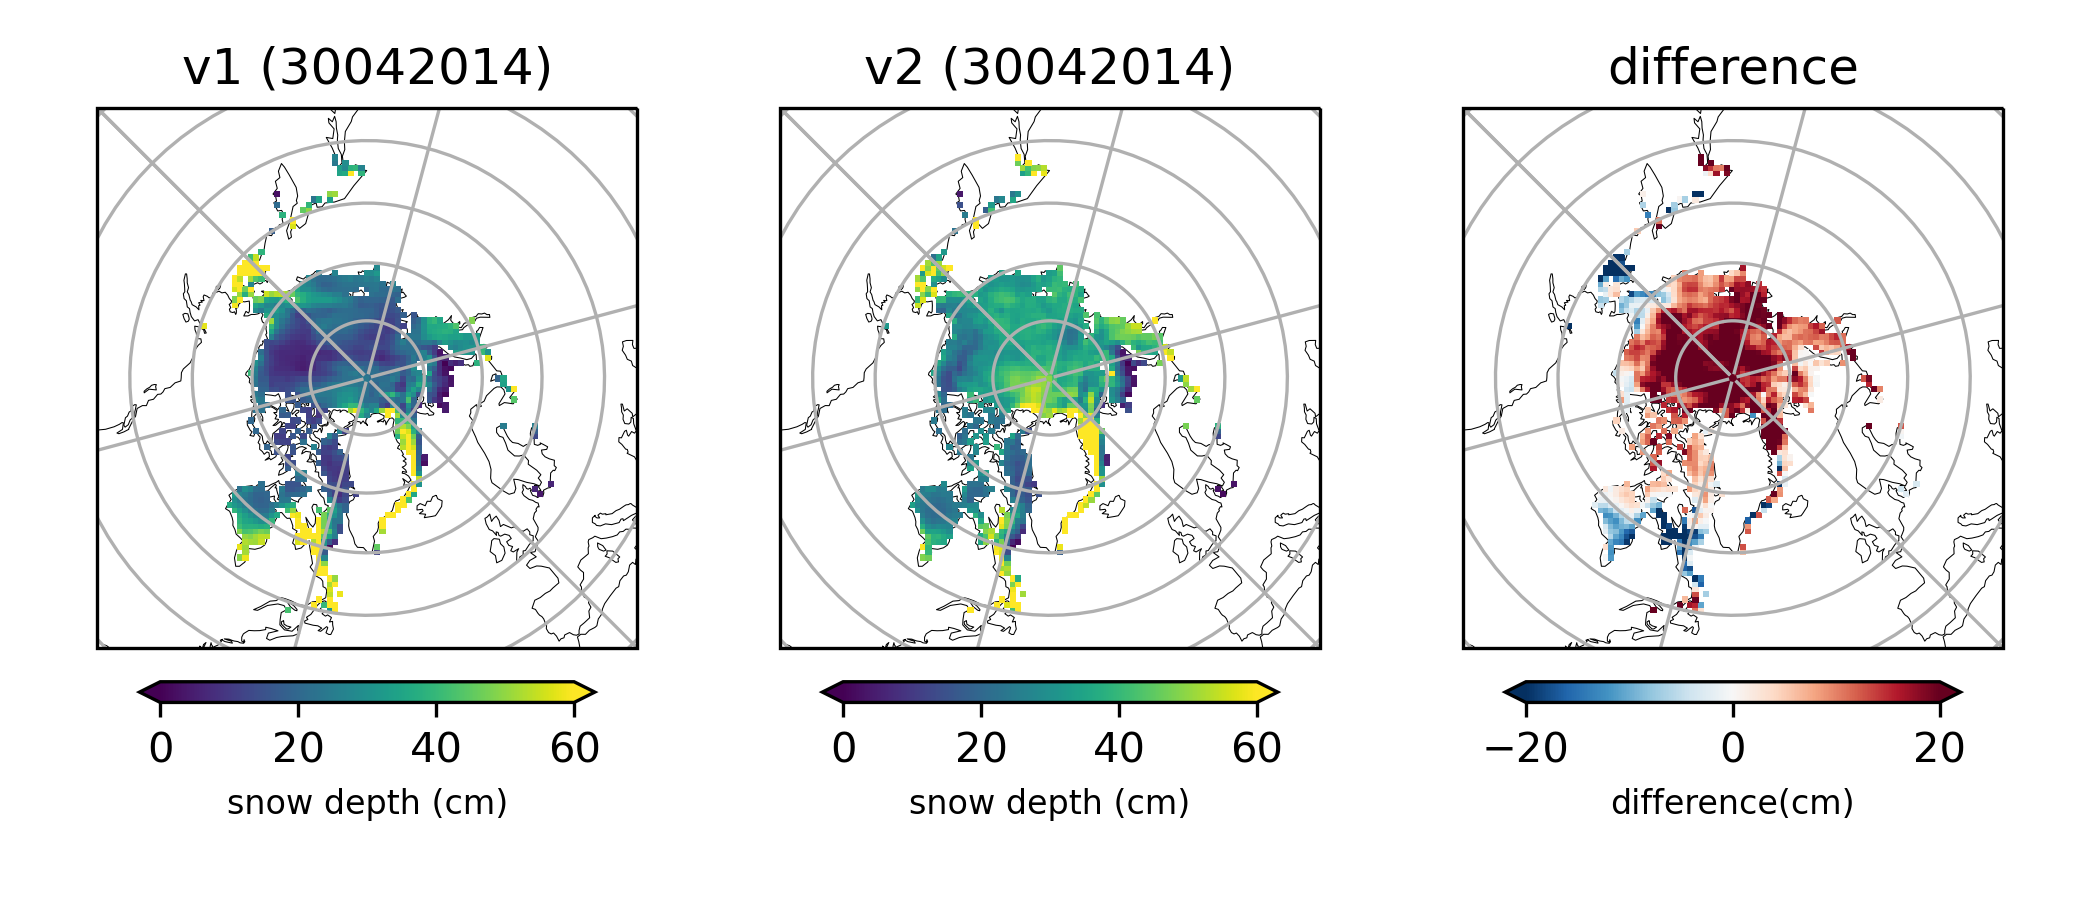 v1 (30042014)
v2 (30042014)
difference
0 20 40 60
snow depth (cm)
0 20 40 60
snow depth (cm)
−20 0 20
difference(cm)